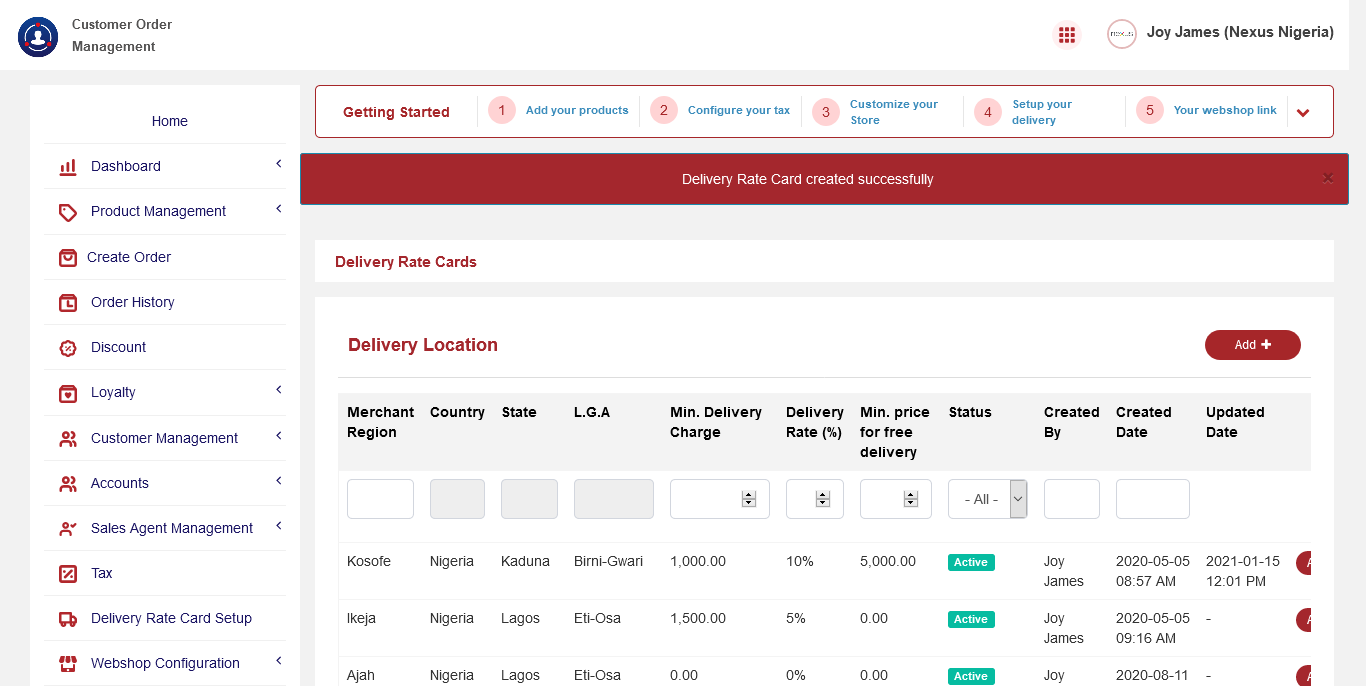 Customer Order
Management
nexus
Joy James (Nexus Nigeria)
Home
Dashboard
Product Management
Create Order
Order History
Discount
Loyalty
Customer Management
Accounts
Sales Agent Management
Tax
Delivery Rate Card Setup
Webshop Configuration
Getting Started
1 Add your products
2 Configure your tax
3 Customize your
Store
4 Setup your
delivery
5 Your webshop link
Delivery Rate Card created successfully ×
Delivery Rate Cards
Delivery Location
Add +
Merchant Region Country State L.G.A Min. Delivery Charge Delivery Rate (%) Min. price for free delivery Status Created By Created Date Updated Date
- All -
Kosofe Nigeria Kaduna Birni-Gwari 1,000.00 10% 5,000.00 Active Joy James 2020-05-05 08:57 AM 2021-01-15 12:01 PM
Ikeja Nigeria Lagos Eti-Osa 1,500.00 5% 0.00 Active Joy James 2020-05-05 09:16 AM -
Ajah Nigeria Lagos Eti-Osa 0.00 0% 0.00 Active Joy 2020-08-11 -